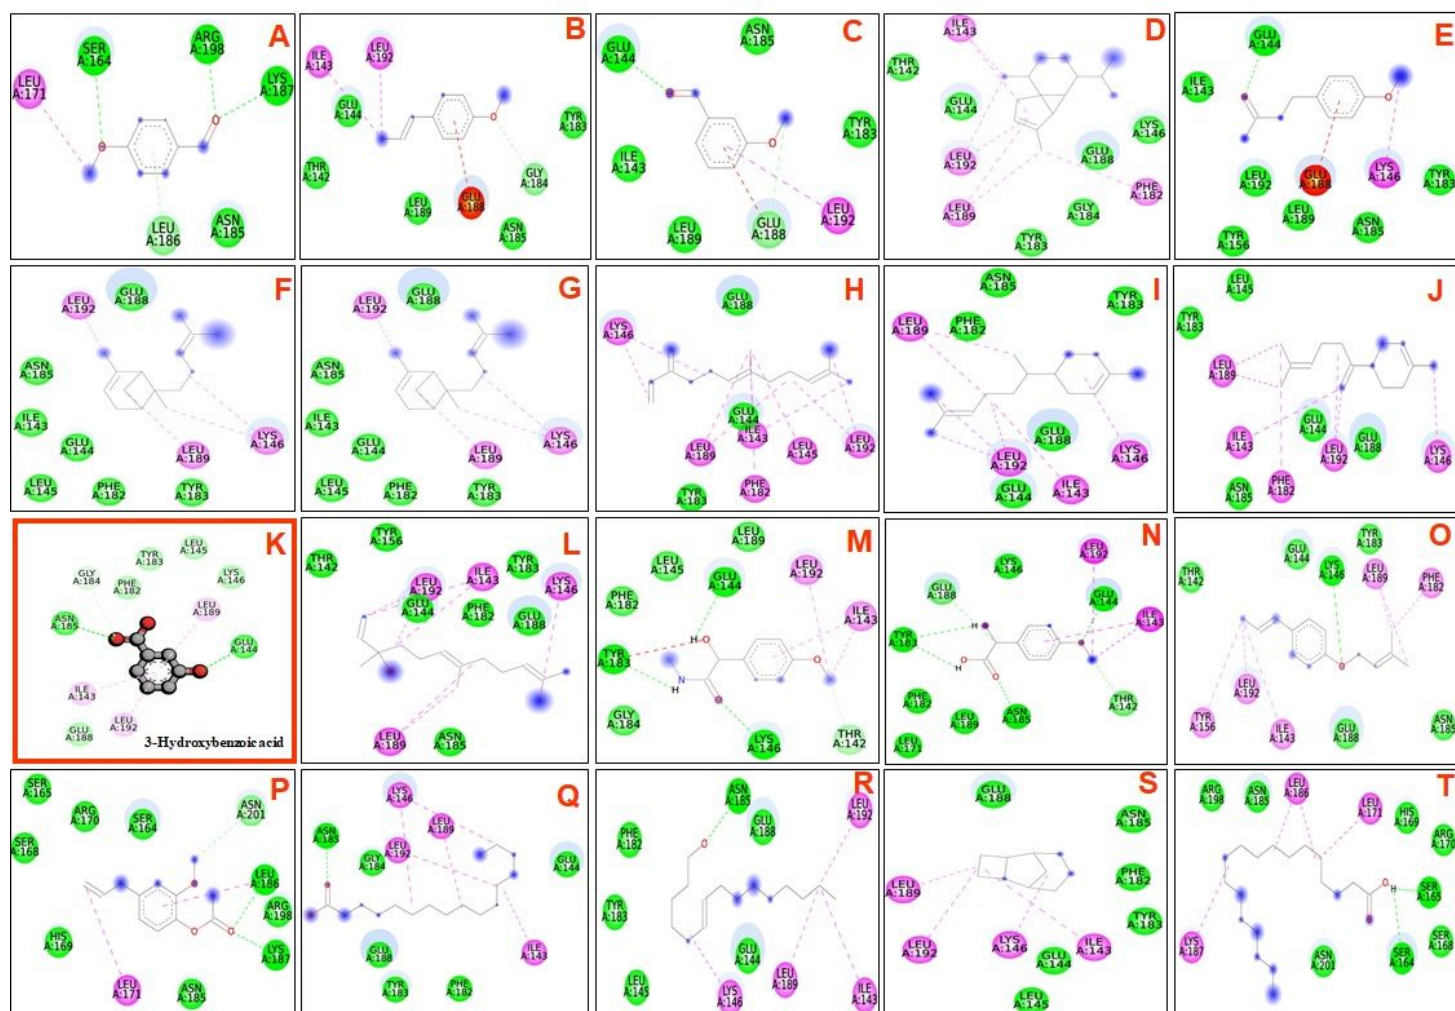 A
SER
A:164
ARG
A:198
LYS
A:187
LEU
A:171
LEU
A:186
ASN
A:185
B
ILE
A:143
LEU
A:192
GLU
A:144
TYR
A:183
THR
A:142
GLY
A:184
LEU
A:189
GLU
A:188
ASN
A:185
C
GLU
A:144
ASN
A:185
TYR
A:183
ILE
A:143
LEU
A:189
GLU
A:188
LEU
A:192
D
ILE
A:143
THR
A:142
GLU
A:144
LYS
A:146
GLU
A:188
LEU
A:192
PHE
A:182
LEU
A:189
GLY
A:184
TYR
A:183
E
GLU
A:144
ILE
A:143
LEU
A:192
GLU
A:188
LYS
A:146
TYR
A:183
LEU
A:189
ASN
A:185
TYR
A:156
F
LEU
A:192
GLU
A:188
ASN
A:185
ILE
A:143
GLU
A:144
LYS
A:146
LEU
A:189
LEU
A:145
PHE
A:182
TYR
A:183
G
LEU
A:192
GLU
A:188
ASN
A:185
ILE
A:143
GLU
A:144
LYS
A:146
LEU
A:189
LEU
A:145
PHE
A:182
TYR
A:183
H
GLU
A:188
LYS
A:146
GLU
A:144
ILE
A:143
LEU
A:189
LEU
A:145
LEU
A:192
PHE
A:182
TYR
A:183
I
ASN
A:185
TYR
A:183
LEU
A:189
PHE
A:182
GLU
A:188
LYS
A:146
LEU
A:192
GLU
A:144
ILE
A:143
J
LEU
A:145
TYR
A:183
LEU
A:189
GLU
A:144
ILE
A:143
GLU
A:188
LEU
A:192
LYS
A:146
PHE
A:182
ASN
A:185
K
LEU
A:145
TYR
A:183
GLY
A:184
PHE
A:182
LYS
A:146
LEU
A:189
ASN
A:185
GLU
A:144
ILE
A:143
LEU
A:192
GLU
A:188
3-Hydroxybenzoic acid
L
TYR
A:156
THR
A:142
ILE
A:143
TYR
A:183
LEU
A:192
LYS
A:146
GLU
A:144
PHE
A:182
GLU
A:188
LEU
A:189
ASN
A:185
M
LEU
A:189
LEU
A:145
GLU
A:144
LEU
A:192
PHE
A:182
ILE
A:143
OH
TYR
A:183
N
H
GLY
A:184
LYS
A:146
THR
A:142
N
LEU
A:192
LYS
A:146
GLU
A:188
GLU
A:144
H
TYR
A:183
ILE
A:143
H
O
O
PHE
A:182
LEU
A:189
ASN
A:185
THR
A:142
LEU
A:171
O
TYR
A:183
GLU
A:144
LYS
A:146
LEU
A:189
PHE
A:182
THR
A:142
O
LEU
A:192
TYR
A:156
ILE
A:143
GLU
A:188
ASN
A:185
P
SER
A:165
ARG
A:170
SER
A:164
ASN
A:201
SER
A:168
LEU
A:186
ARG
A:198
HIS
A:169
LYS
A:187
LEU
A:171
ASN
A:185
Q
LYS
A:146
LEU
A:189
ASN
A:185
LEU
A:192
GLY
A:184
GLU
A:144
GLU
A:188
ILE
A:143
TYR
A:183
PHE
A:182
R
ASN
A:185
LEU
A:192
GLU
A:188
PHE
A:182
TYR
A:183
GLU
A:144
LEU
A:145
LEU
A:189
LYS
A:146
ILE
A:143
S
GLU
A:188
ASN
A:185
PHE
A:182
LEU
A:189
TYR
A:183
LEU
A:192
LYS
A:146
ILE
A:143
GLU
A:144
LEU
A:145
T
ARG
A:198
ASN
A:185
LEU
A:186
LEU
A:171
HIS
A:169
ARG
A:170
O
H
SER
A:165
SER
A:168
LYS
A:187
ASN
A:201
SER
A:164